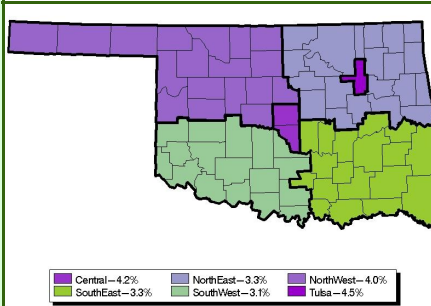 Central—4.2% NorthEast—3.3% NorthWest—4.0%
SouthEast—3.3% SouthWest—3.1% Tulsa—4.5%